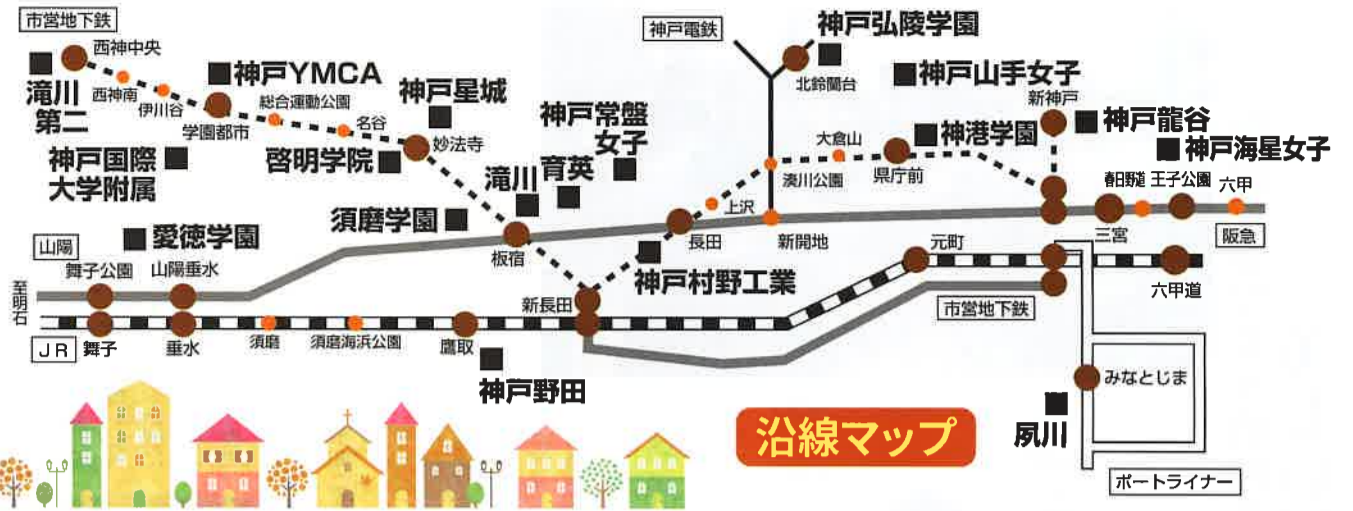 市営地下鉄
西神中央
滝川
第二
西神南
伊川谷
神戸YMCA
学園都市
総合運動公園
名谷
神戸星城
妙法寺
神戸国際
大学附属
啓明学院
神戸常盤
女子
育英
滝川
須磨学園
板宿
愛徳学園
神戸電鉄
神戸弘陵学園
北鈴蘭台
神戸山手女子
新神戸
神戸龍谷
神戸海星女子
大倉山
神港学園
湊川公園
県庁前
上沢
長田
新開地
春日野道
王子公園
六甲
三宮
阪急
山陽
舞子公園
山陽垂水
至明石
神戸村野工業
元町
六甲道
市営地下鉄
新長田
JR
舞子
垂水
須磨
須磨海浜公園
鷹取
神戸野田
みなとじま
夙川
沿線マップ
ポートライナー